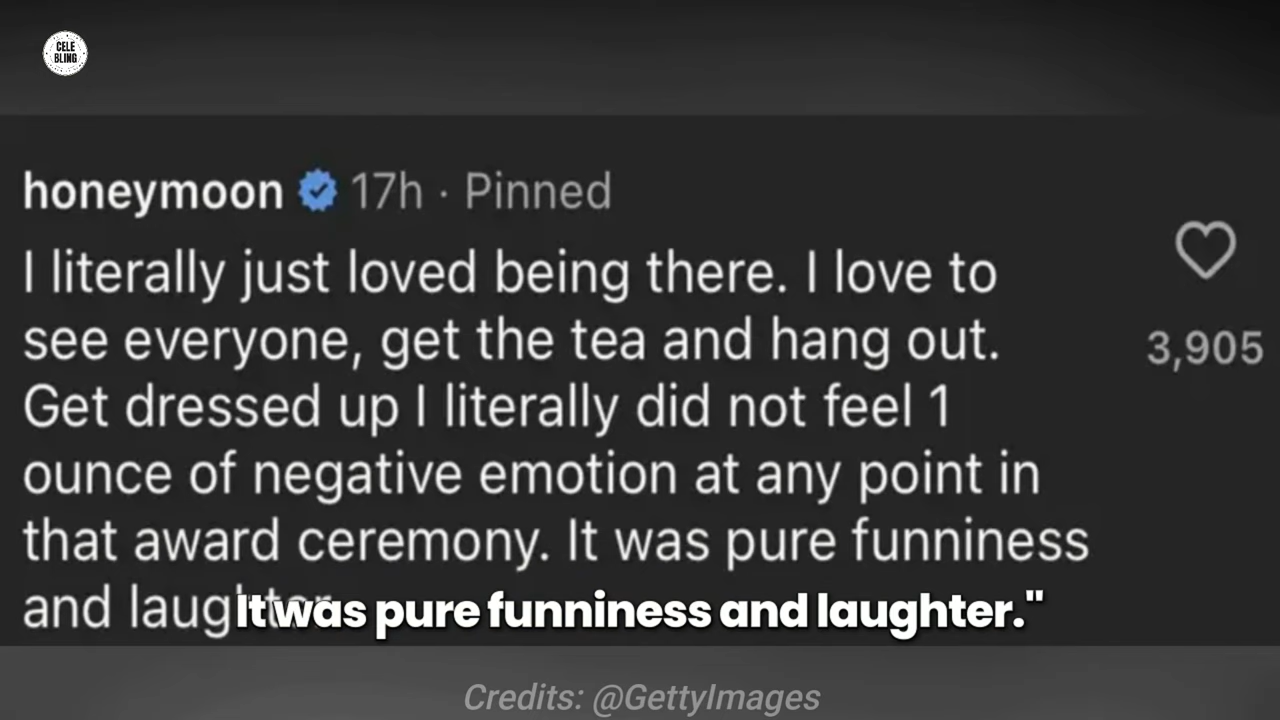 CELE
BLING
honeymoon 17h · Pinned
I literally just loved being there. I love to
see everyone, get the tea and hang out.
Get dressed up I literally did not feel 1
ounce of negative emotion at any point in
that award ceremony. It was pure funniness
and laughter.
3,905
It was pure funniness and laughter."
Credits: @GettyImages